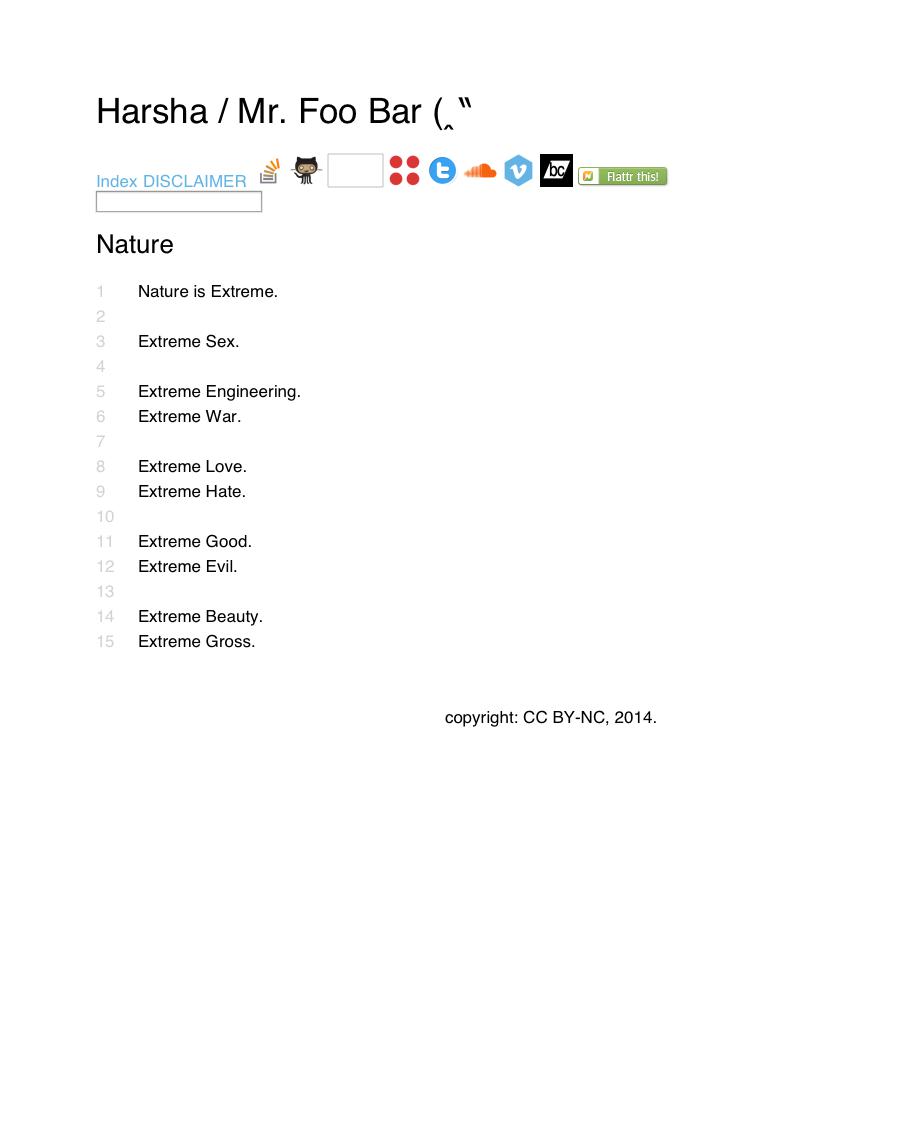 Harsha / Mr. Foo Bar (‸‟
Index DISCLAIMER bc Flattr this!
Nature
1 Nature is Extreme.
2
3 Extreme Sex.
4
5 Extreme Engineering.
6 Extreme War.
7
8 Extreme Love.
9 Extreme Hate.
10
11 Extreme Good.
12 Extreme Evil.
13
14 Extreme Beauty.
15 Extreme Gross.
copyright: CC BY-NC, 2014.